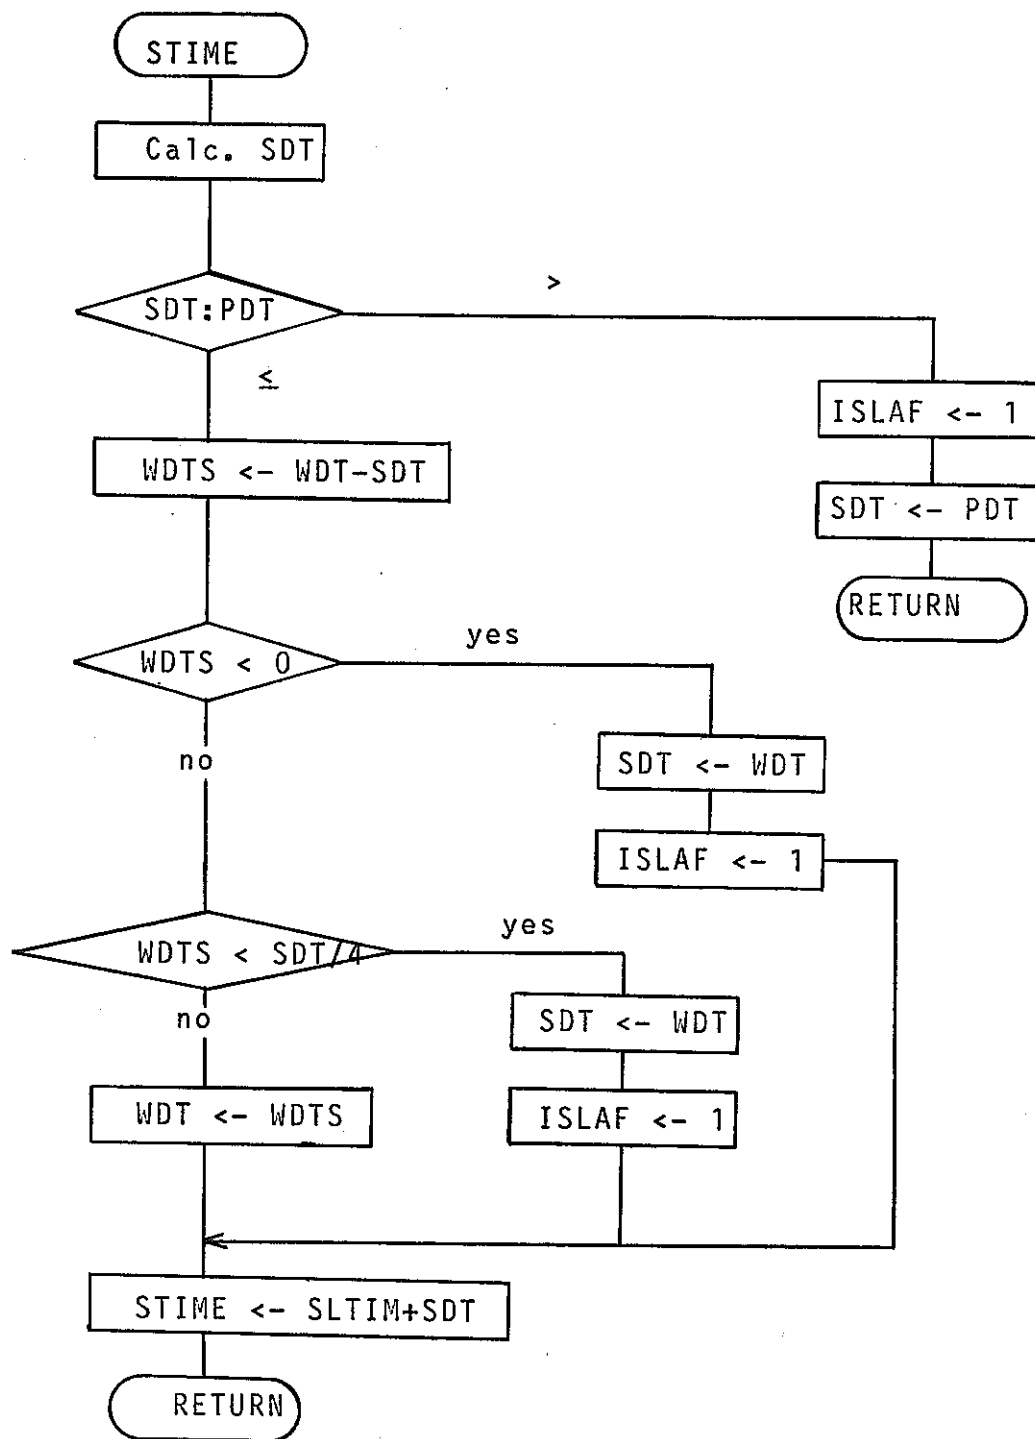 STIME
Calc. SDT
SDT:PDT
>
≤
ISLAF <- 1
WDTS <- WDT-SDT
SDT <- PDT
RETURN
WDTS < 0
yes
no
SDT <- WDT
ISLAF <- 1
WDTS < SDT/4
yes
no
SDT <- WDT
WDT <- WDTS
ISLAF <- 1
STIME <- SLTIM+SDT
RETURN